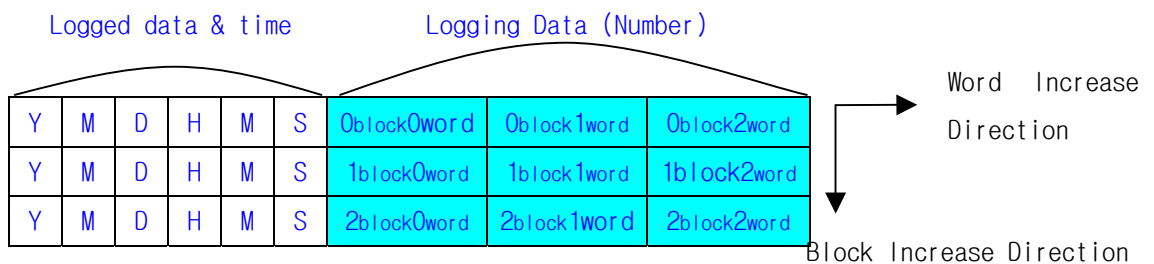 Logged data & time Logging Data (Number)
Word Increase
Direction
Y M D H M S 0block0word 0block1word 0block2word
Y M D H M S 1block0word 1block1word 1block2word
Y M D H M S 2block0word 2block1word 2block2word
Block Increase Direction